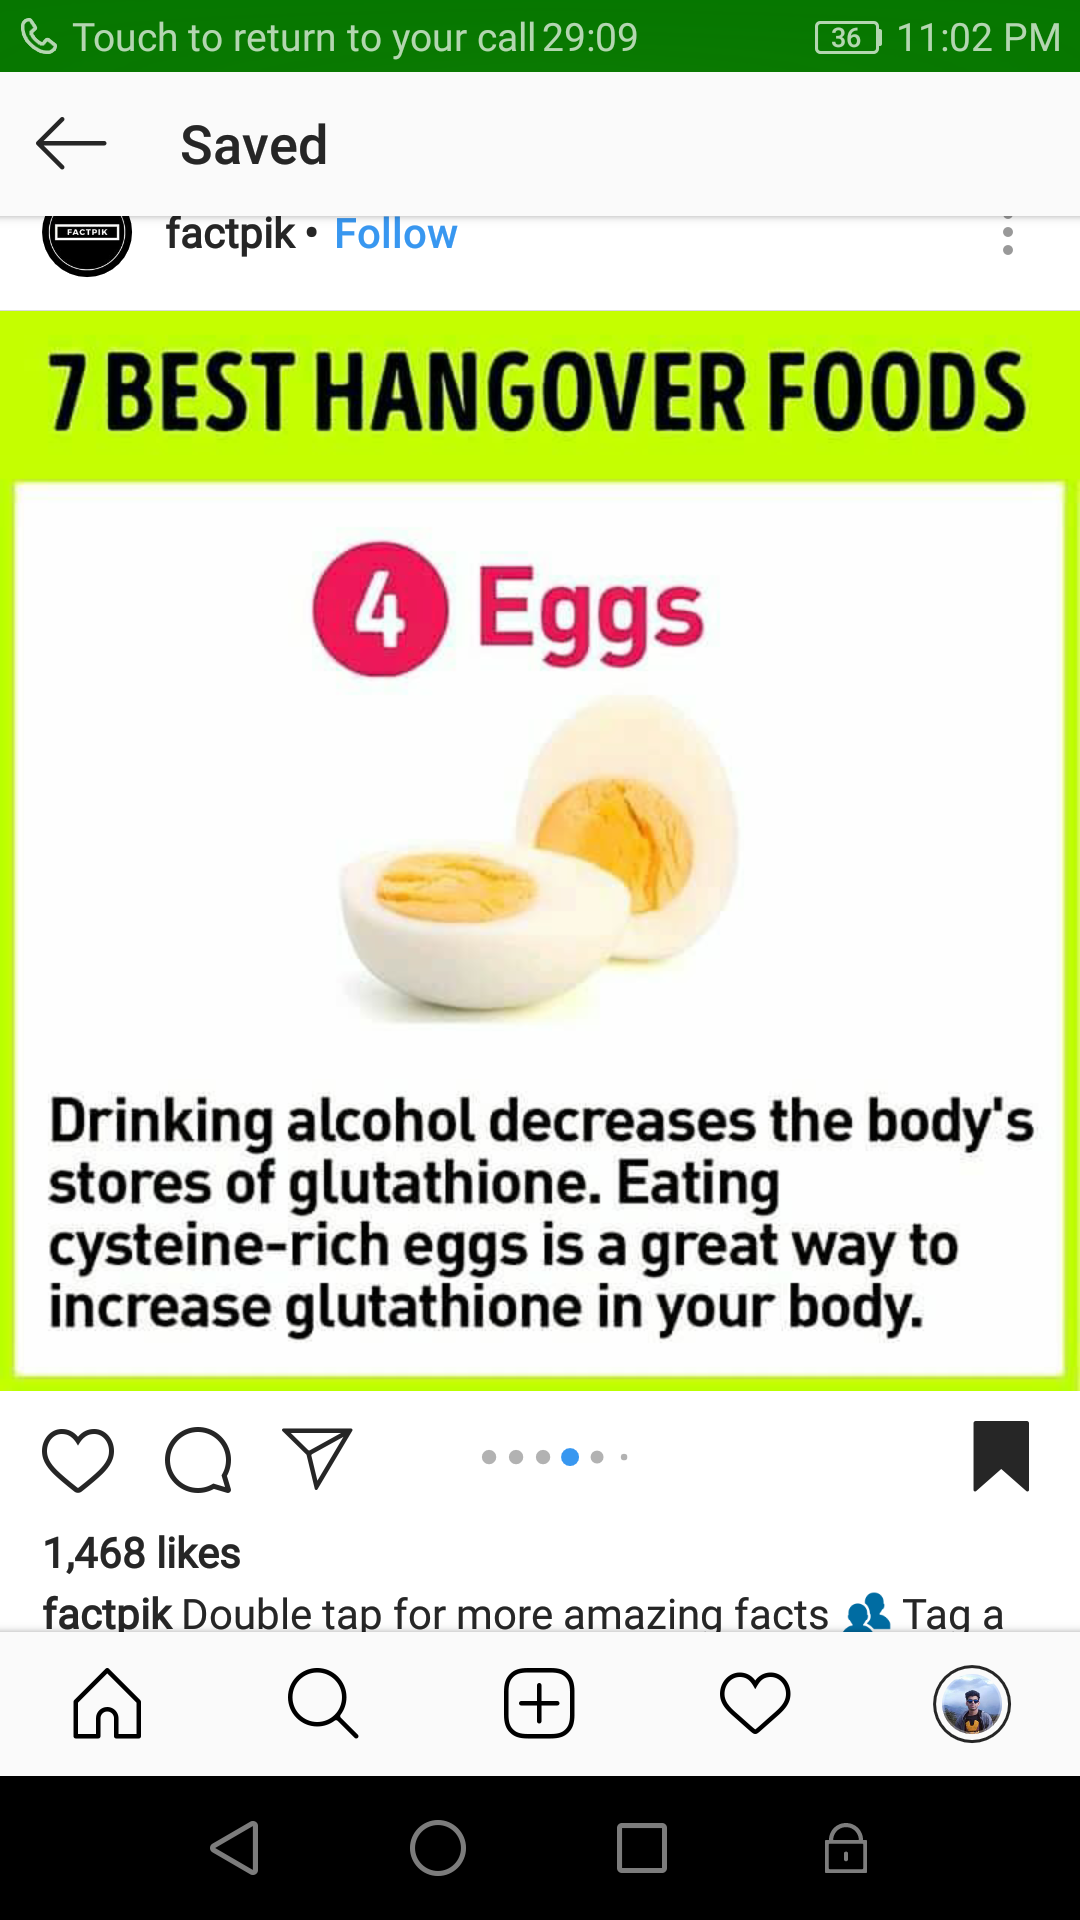 Touch to return to your call 29:09 36 11:02 PM
Saved
FACTPIK factpik • Follow
7 BEST HANGOVER FOODS
4 Eggs
Drinking alcohol decreases the body's
stores of glutathione. Eating
cysteine-rich eggs is a great way to
increase glutathione in your body.
1,468 likes
factpik Double tap for more amazing facts 👥 Tag a